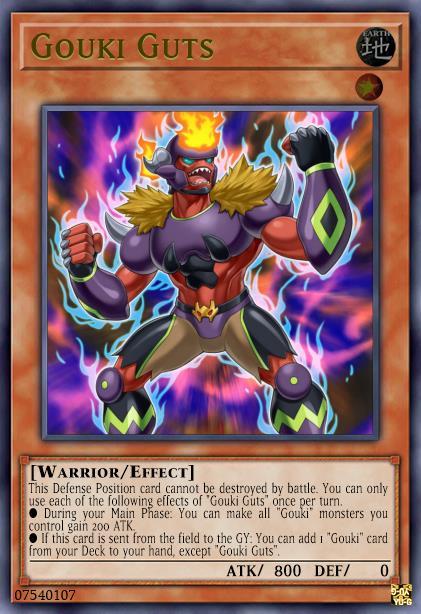 GOUKI GUTS
EARTH
地
[WARRIOR/EFFECT]
This Defense Position card cannot be destroyed by battle. You can only
use each of the following effects of "Gouki Guts" once per turn.
● During your Main Phase: You can make all "Gouki" monsters you
control gain 200 ATK.
● If this card is sent from the field to the GY: You can add 1 "Gouki" card
from your Deck to your hand, except "Gouki Guts".
ATK/ 800 DEF/ 0
07540107